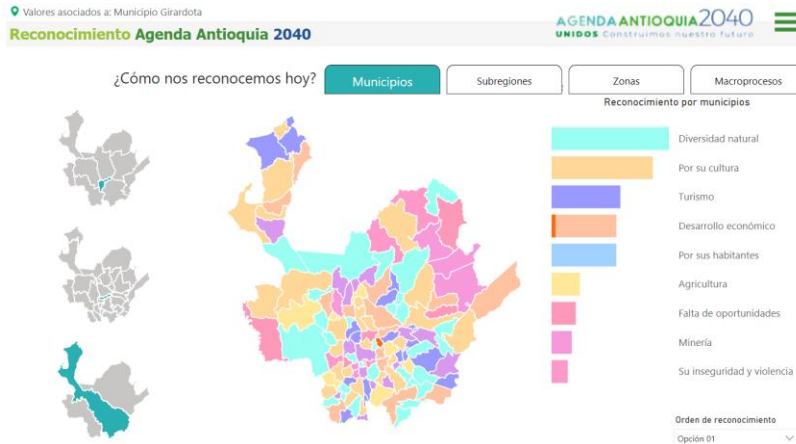 Valores asociados a: Municipio Girardota
Reconocimiento Agenda Antioquia 2040
AGENDA ANTIOQUIA 2040
UNIDOS Construimos nuestro futuro
¿Cómo nos reconocemos hoy?
Municipios
Subregiones
Zonas
Macroprocesos
Reconocimiento por municipios
Diversidad natural
Por su cultura
Turismo
Desarrollo económico
Por sus habitantes
Agricultura
Falta de oportunidades
Minería
Su inseguridad y violencia
Orden de reconocimiento
Opción 01